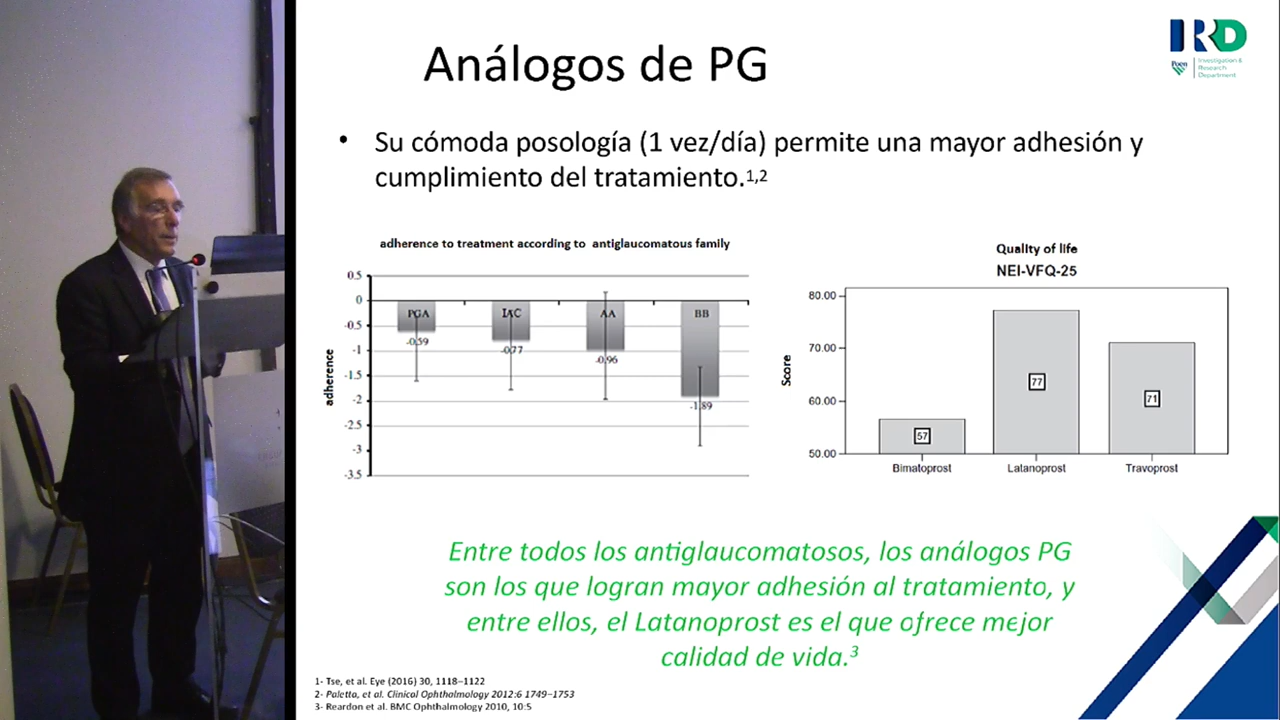 IRD
Poen
Investigation &
Research
Department
Análogos de PG
• Su cómoda posología (1 vez/día) permite una mayor adhesión y
cumplimiento del tratamiento.1,2
adherence to treatment according to antiglaucomatous family
adherence
0.5
0
-0.5
-1
-1.5
-2
-2.5
-3
-3.5
PGA
IAC
AA
BB
-0.59
-0.77
-0.96
-1.89
Quality of life
NEI-VFQ-25
Score
80.00
70.00
60.00
50.00
57
77
71
Bimatoprost
Latanoprost
Travoprost
Entre todos los antiglaucomatosos, los análogos PG
son los que logran mayor adhesión al tratamiento, y
entre ellos, el Latanoprost es el que ofrece mejor
calidad de vida.3
1- Tse, et al. Eye (2016) 30, 1118–1122
2- Paletta, et al. Clinical Ophthalmology 2012:6 1749–1753
3- Reardon et al. BMC Ophthalmology 2010, 10:5